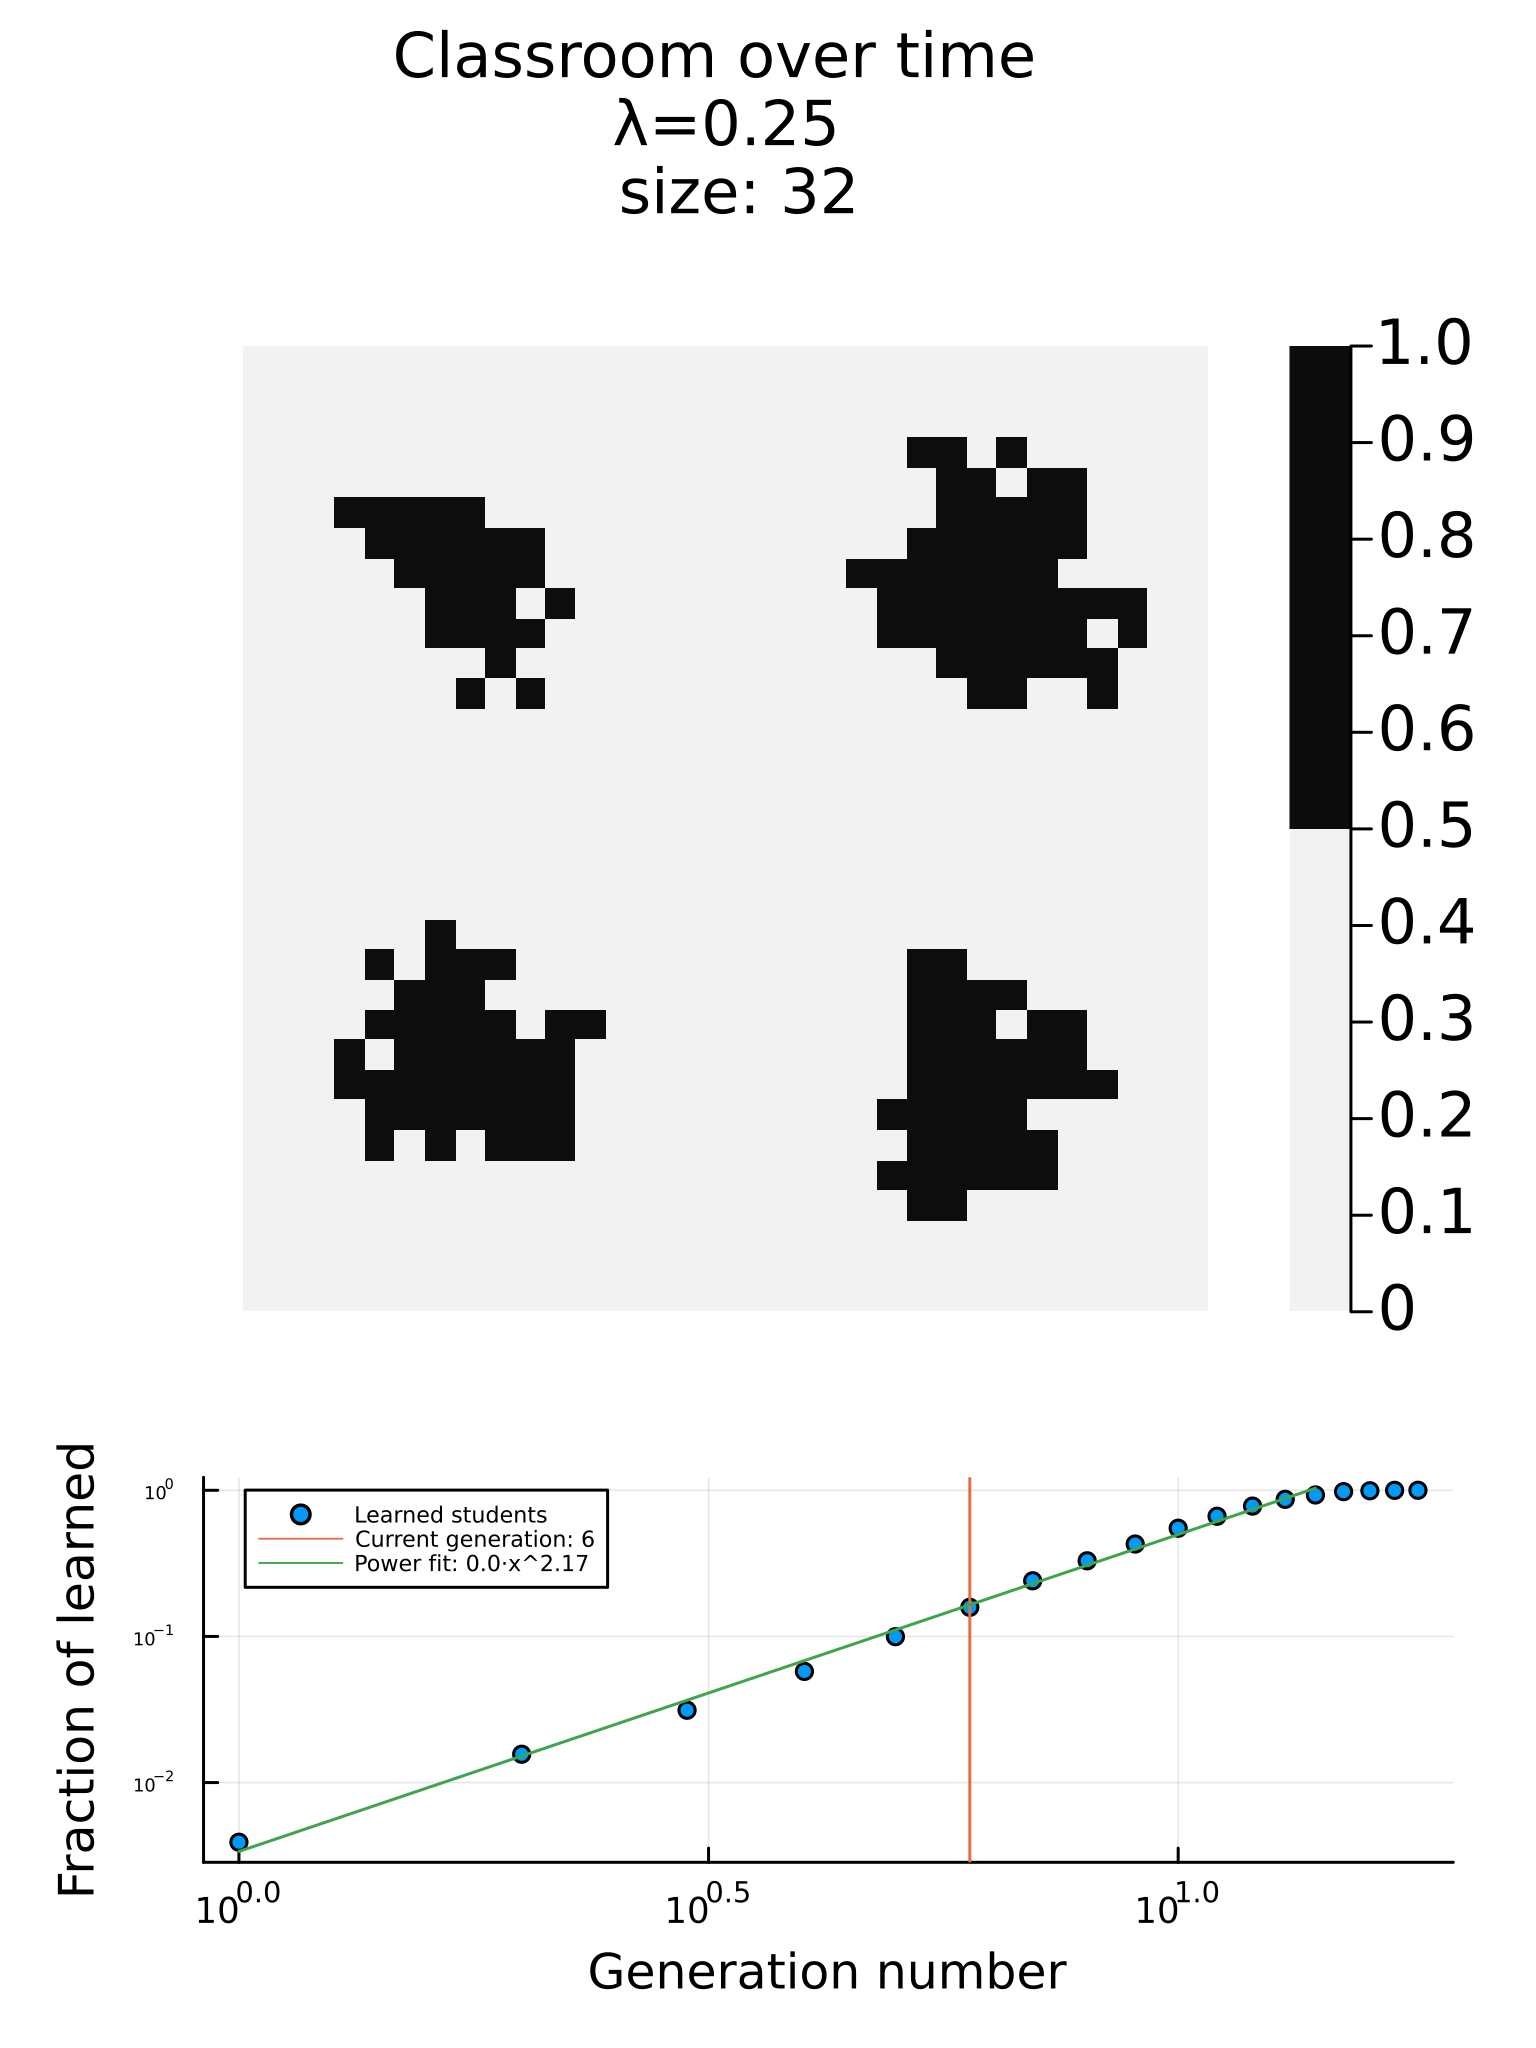 Classroom over time
λ=0.25
size: 32
1.0
0.9
0.8
0.7
0.6
0.5
0.4
0.3
0.2
0.1
0
Fraction of learned
10⁰
10⁻¹
10⁻²
Learned students
Current generation: 6
Power fit: 0.0·x^2.17
10^0.0
10^0.5
10^1.0
Generation number